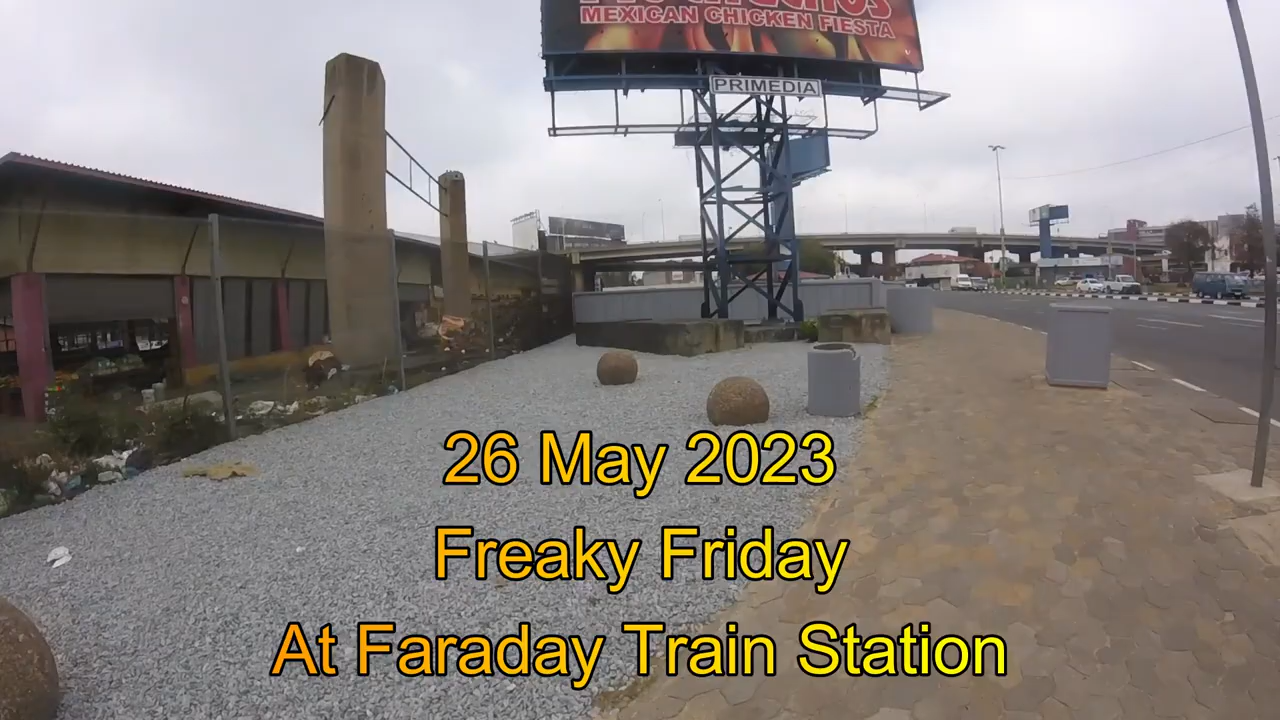 MEXICAN CHICKEN FIESTA
PRIMEDIA
26 May 2023
Freaky Friday
At Faraday Train Station